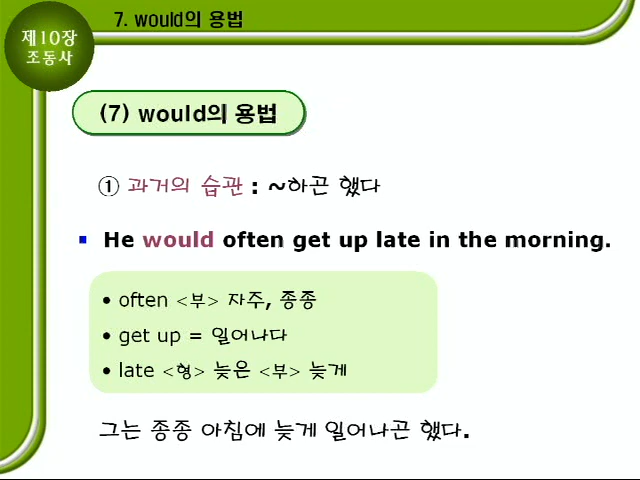 7. would의 용법
제10장
조동사
(7) would의 용법
① 과거의 습관 : ~하곤 했다
▪ He would often get up late in the morning.
• often <부> 자주, 종종
• get up = 일어나다
• late <형> 늦은 <부> 늦게
그는 종종 아침에 늦게 일어나곤 했다.